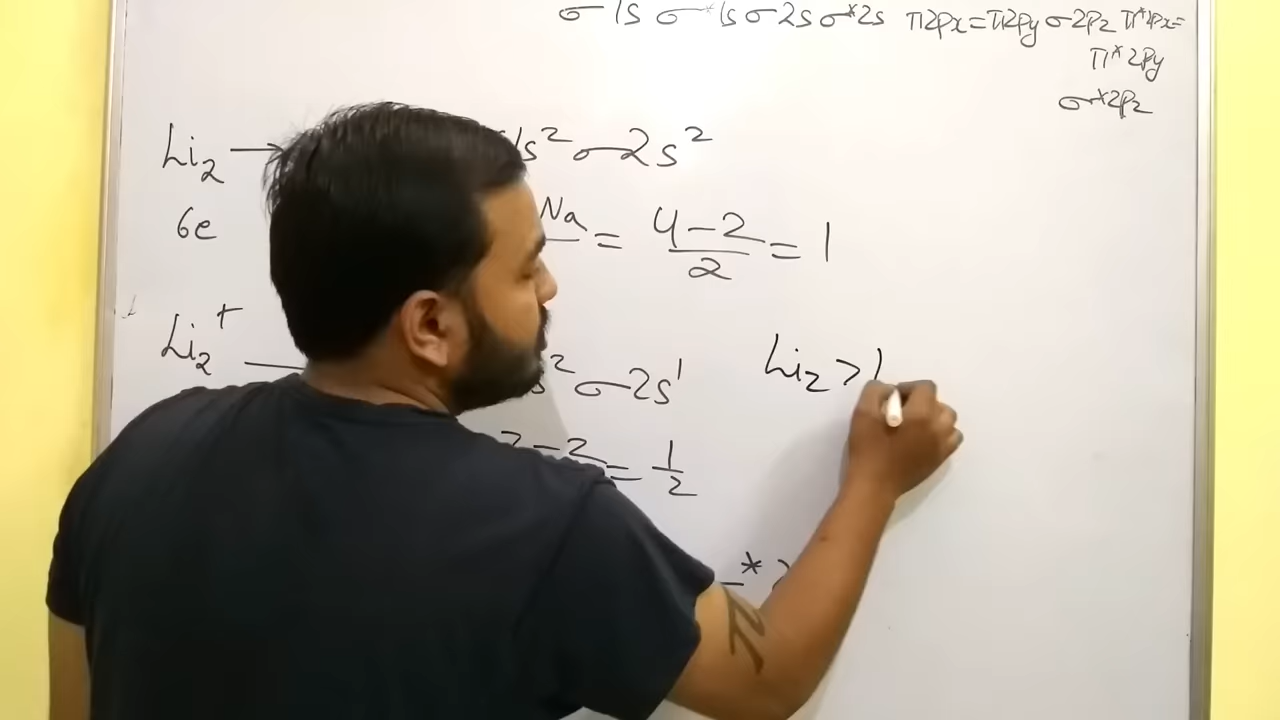 σ1s σ*1s σ2s σ*2s π2px=π2py σ2pz π*2px=
π*2py
σ*2pz
Li₂ → 1s² σ2s²
6e Na = 4-2/2 = 1
Li₂⁺ s² σ2s¹
Li₂ >
3-2 = 1/2
* 2
π